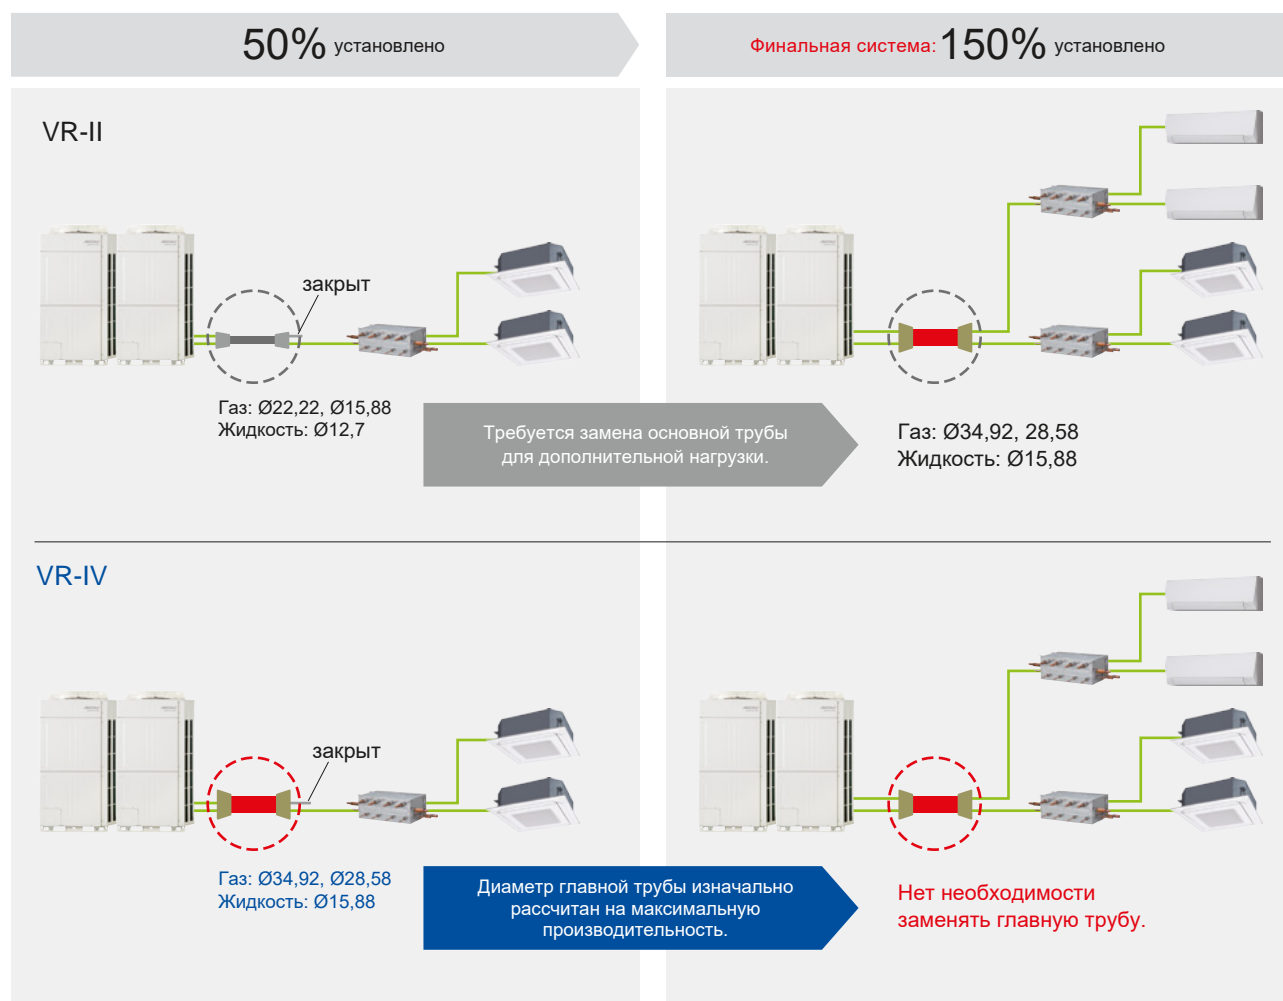 50% установлено
Финальная система: 150% установлено
VR-II
закрыт
Газ: Ø22,22, Ø15,88
Жидкость: Ø12,7
Требуется замена основной трубы
для дополнительной нагрузки.
Газ: Ø34,92, 28,58
Жидкость: Ø15,88
VR-IV
закрыт
Газ: Ø34,92, Ø28,58
Жидкость: Ø15,88
Диаметр главной трубы изначально
рассчитан на максимальную
производительность.
Нет необходимости
заменять главную трубу.